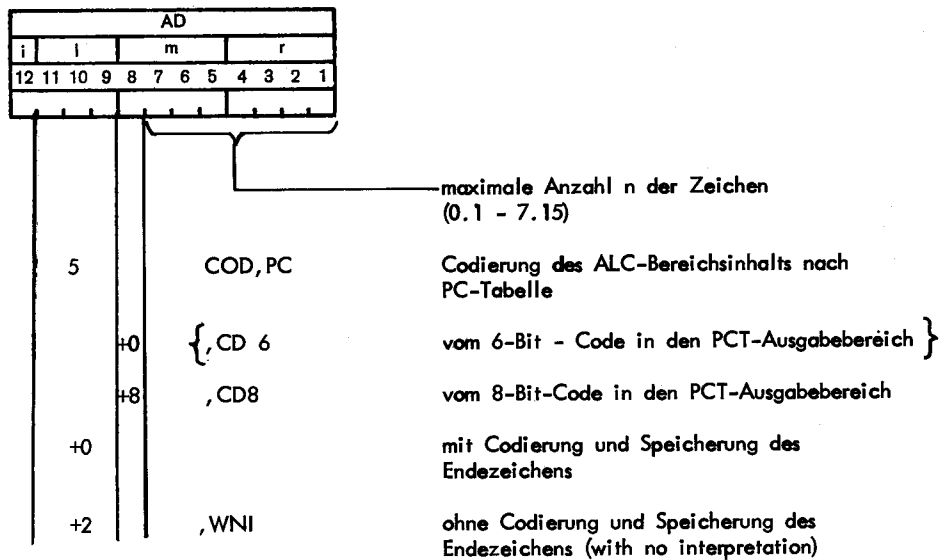 AD
i l m r
12 11 10 9 8 7 6 5 4 3 2 1
maximale Anzahl n der Zeichen
(0.1 - 7.15)
5 COD,PC Codierung des ALC-Bereichsinhalts nach
PC-Tabelle
+0 {,CD 6 vom 6-Bit - Code in den PCT-Ausgabebereich }
+8 ,CD8 vom 8-Bit-Code in den PCT-Ausgabebereich
+0 mit Codierung und Speicherung des
Endezeichens
+2 ,WNI ohne Codierung und Speicherung des
Endezeichens (with no interpretation)